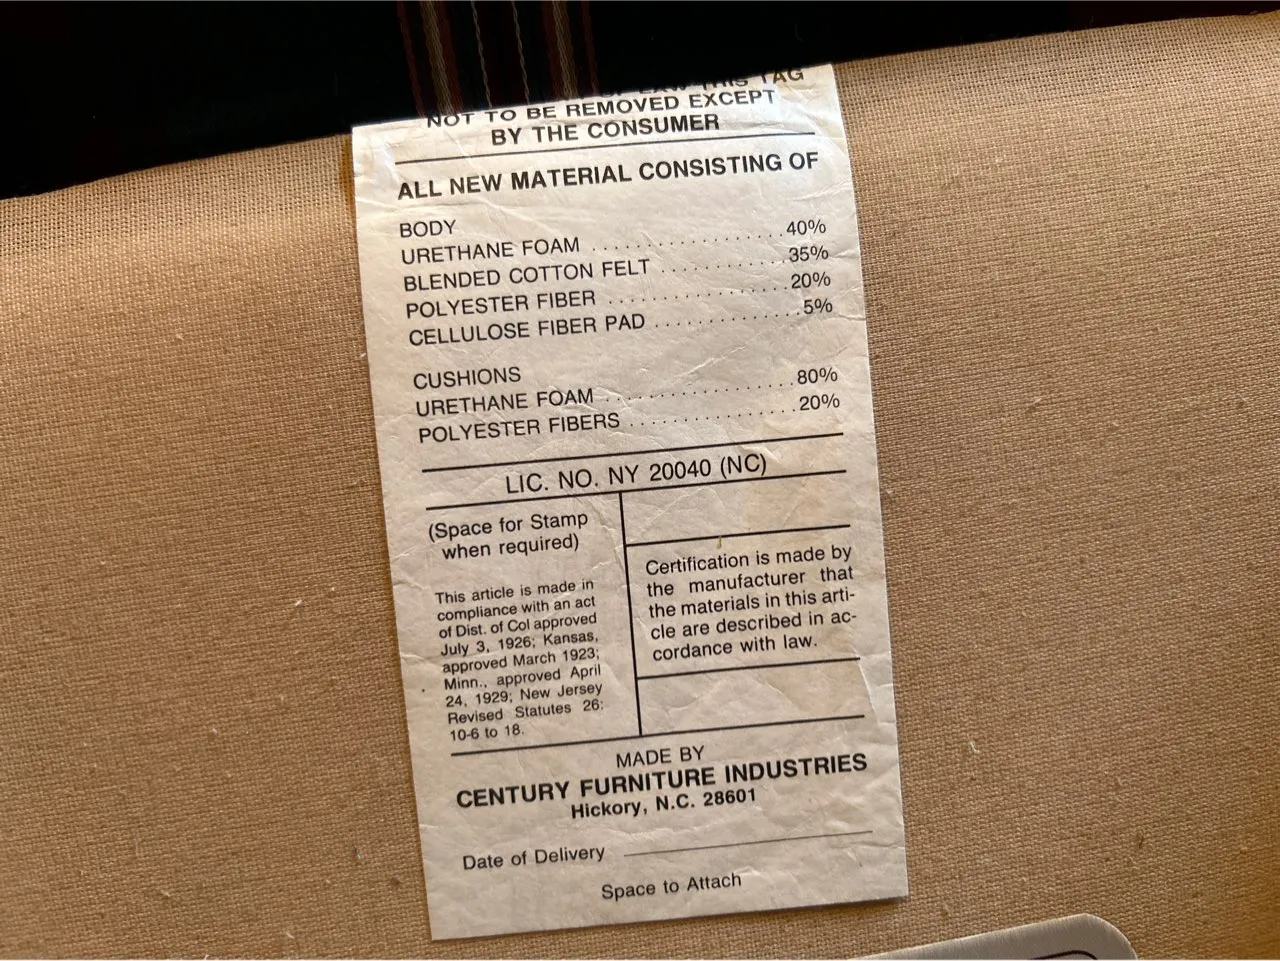 LAW THIS TAG
NOT TO BE REMOVED EXCEPT
BY THE CONSUMER
ALL NEW MATERIAL CONSISTING OF
BODY
URETHANE FOAM .................... 40%
BLENDED COTTON FELT ............. 35%
POLYESTER FIBER .................. 20%
CELLULOSE FIBER PAD ............... 5%
CUSHIONS
URETHANE FOAM .................... 80%
POLYESTER FIBERS ................. 20%
LIC. NO. NY 20040 (NC)
(Space for Stamp
when required)
This article is made in
compliance with an act
of Dist. of Col approved
July 3, 1926; Kansas,
approved March 1923;
Minn., approved April
24, 1929; New Jersey
Revised Statutes 26:
10-6 to 18.
Certification is made by
the manufacturer that
the materials in this arti-
cle are described in ac-
cordance with law.
MADE BY
CENTURY FURNITURE INDUSTRIES
Hickory, N.C. 28601
Date of Delivery
Space to Attach